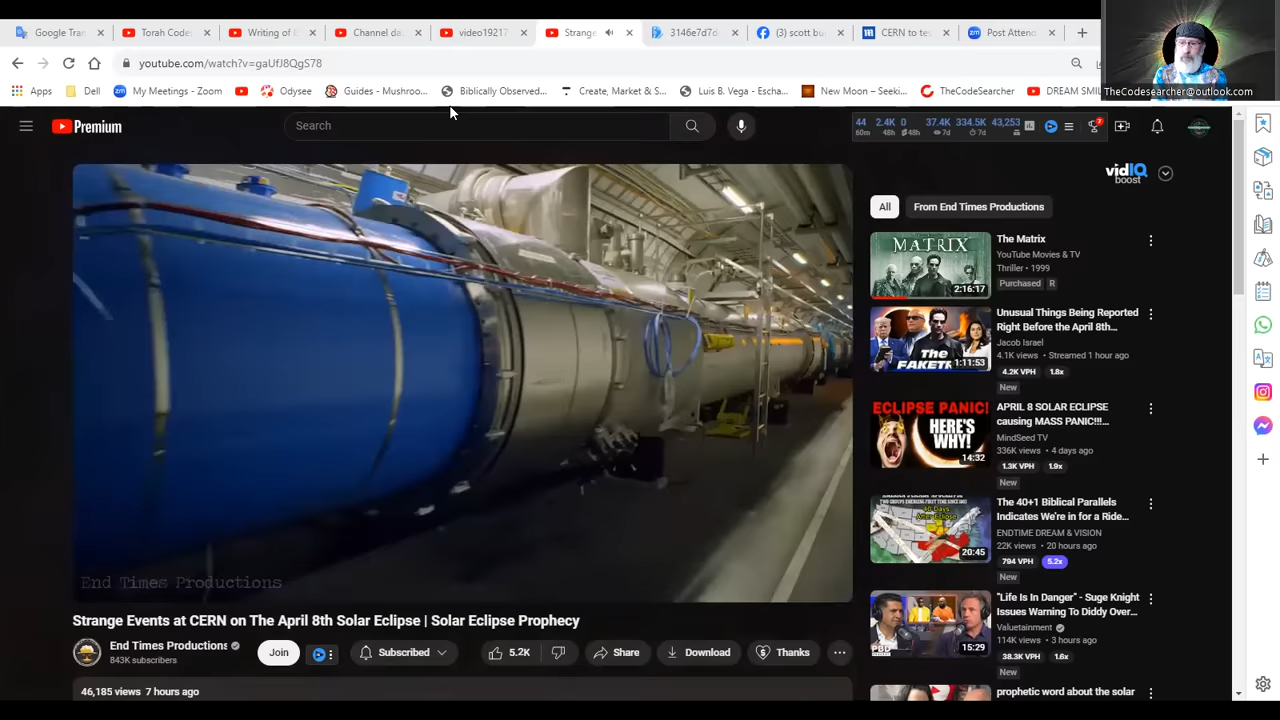 Google Tran
Torah Codes
Writing of E
Channel da
video19217
Strange
3146e7d7d
(3) scott bu
CERN to tes
Post Attend
youtube.com/watch?v=gaUfJ8QgS78
Apps
Dell
My Meetings - Zoom
Odysee
Guides - Mushroo...
Biblically Observed...
Create, Market & S...
Luis B. Vega - Escha...
New Moon – Seeki...
TheCodesearcher
DREAM SMIL
TheCodesearcher@outlook.com
Premium
Search
44 2.4K 0 37.4K 334.5K 43,253
60m 48h 48h 7d 7d
vidIQ
boost
All
From End Times Productions
MATRIX
2:16:17
The Matrix
YouTube Movies & TV
Thriller • 1999
Purchased R
The
1:11:53
Unusual Things Being Reported
Right Before the April 8th...
Jacob Israel
4.1K views • Streamed 1 hour ago
4.2K VPH 1.8x
New
ECLIPSE PANIC!
HERE'S
WHY!
14:32
APRIL 8 SOLAR ECLIPSE
causing MASS PANIC!!!...
MindSeed TV
336K views • 4 days ago
1.3K VPH 1.9x
New
20:45
The 40+1 Biblical Parallels
Indicates We're in for a Ride...
ENDTIME DREAM & VISION
22K views • 20 hours ago
794 VPH 5.2x
New
15:29
"Life Is In Danger" - Suge Knight
Issues Warning To Diddy Over...
Valuetainment
114K views • 3 hours ago
38.3K VPH 1.6x
New
prophetic word about the solar
End Times Productions
Strange Events at CERN on The April 8th Solar Eclipse | Solar Eclipse Prophecy
End Times Productions
843K subscribers
Join
Subscribed
5.2K
Share
Download
Thanks
46,185 views 7 hours ago